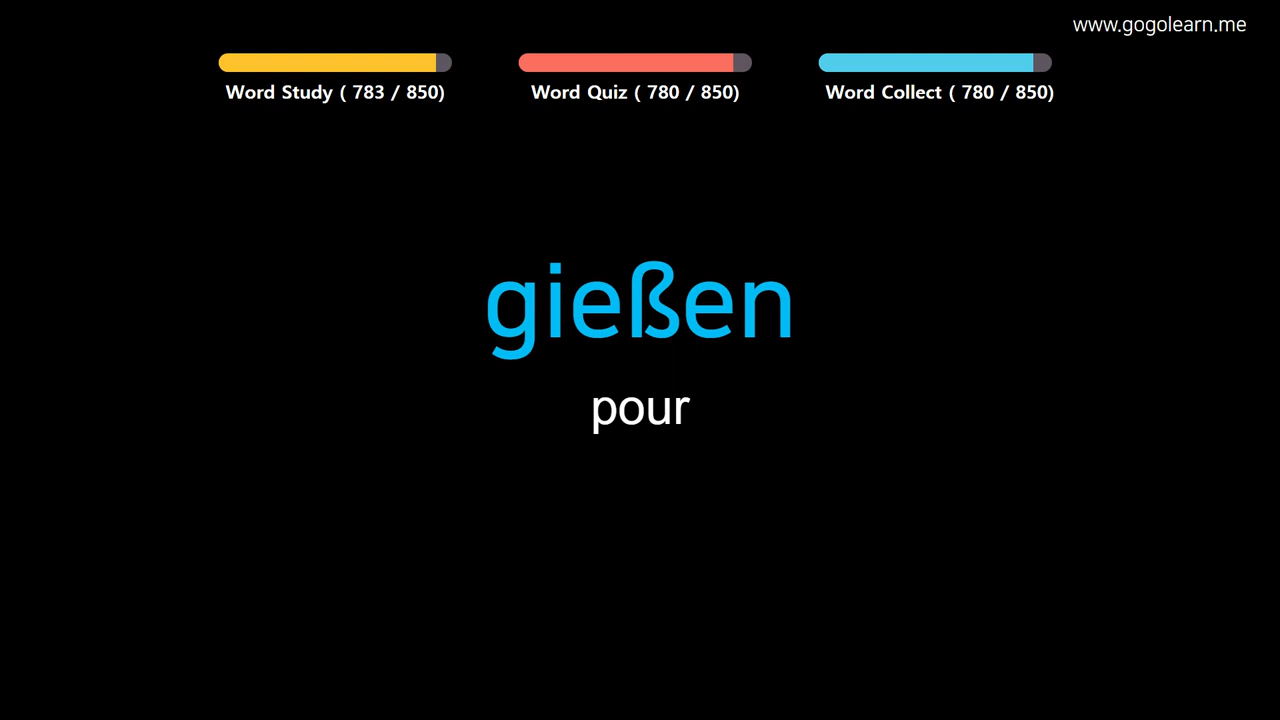 www.gogolearn.me
Word Study ( 783 / 850)
Word Quiz ( 780 / 850)
Word Collect ( 780 / 850)
gießen
pour